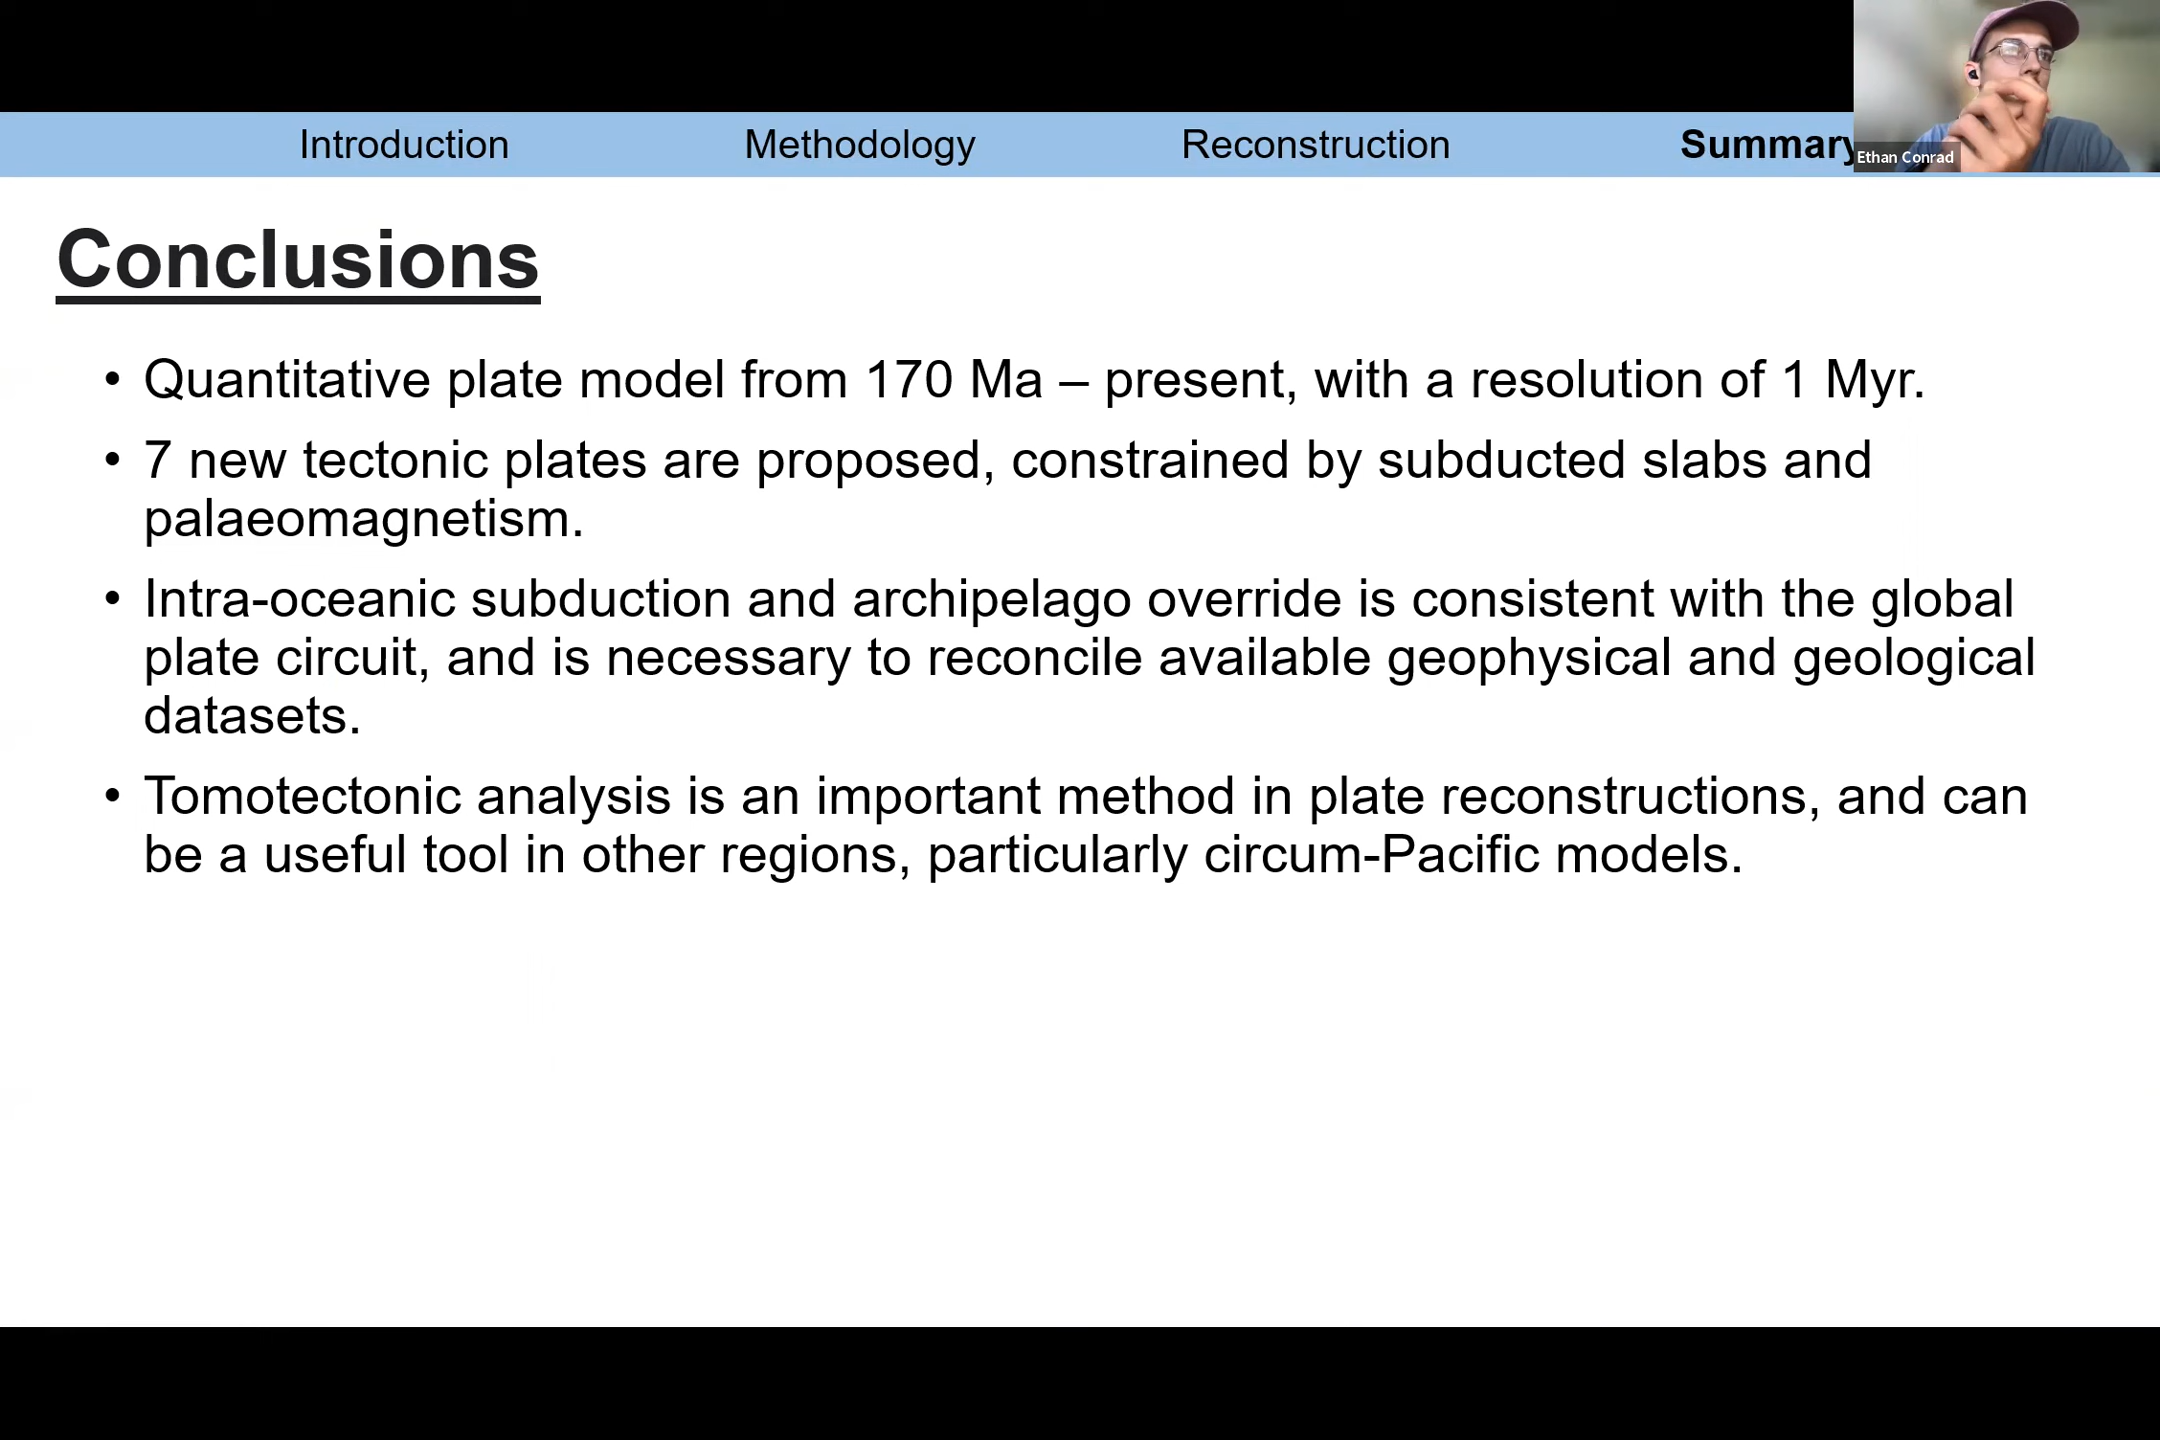 Introduction Methodology Reconstruction Summary
Ethan Conrad
Conclusions
• Quantitative plate model from 170 Ma – present, with a resolution of 1 Myr.
• 7 new tectonic plates are proposed, constrained by subducted slabs and
palaeomagnetism.
• Intra-oceanic subduction and archipelago override is consistent with the global
plate circuit, and is necessary to reconcile available geophysical and geological
datasets.
• Tomotectonic analysis is an important method in plate reconstructions, and can
be a useful tool in other regions, particularly circum-Pacific models.